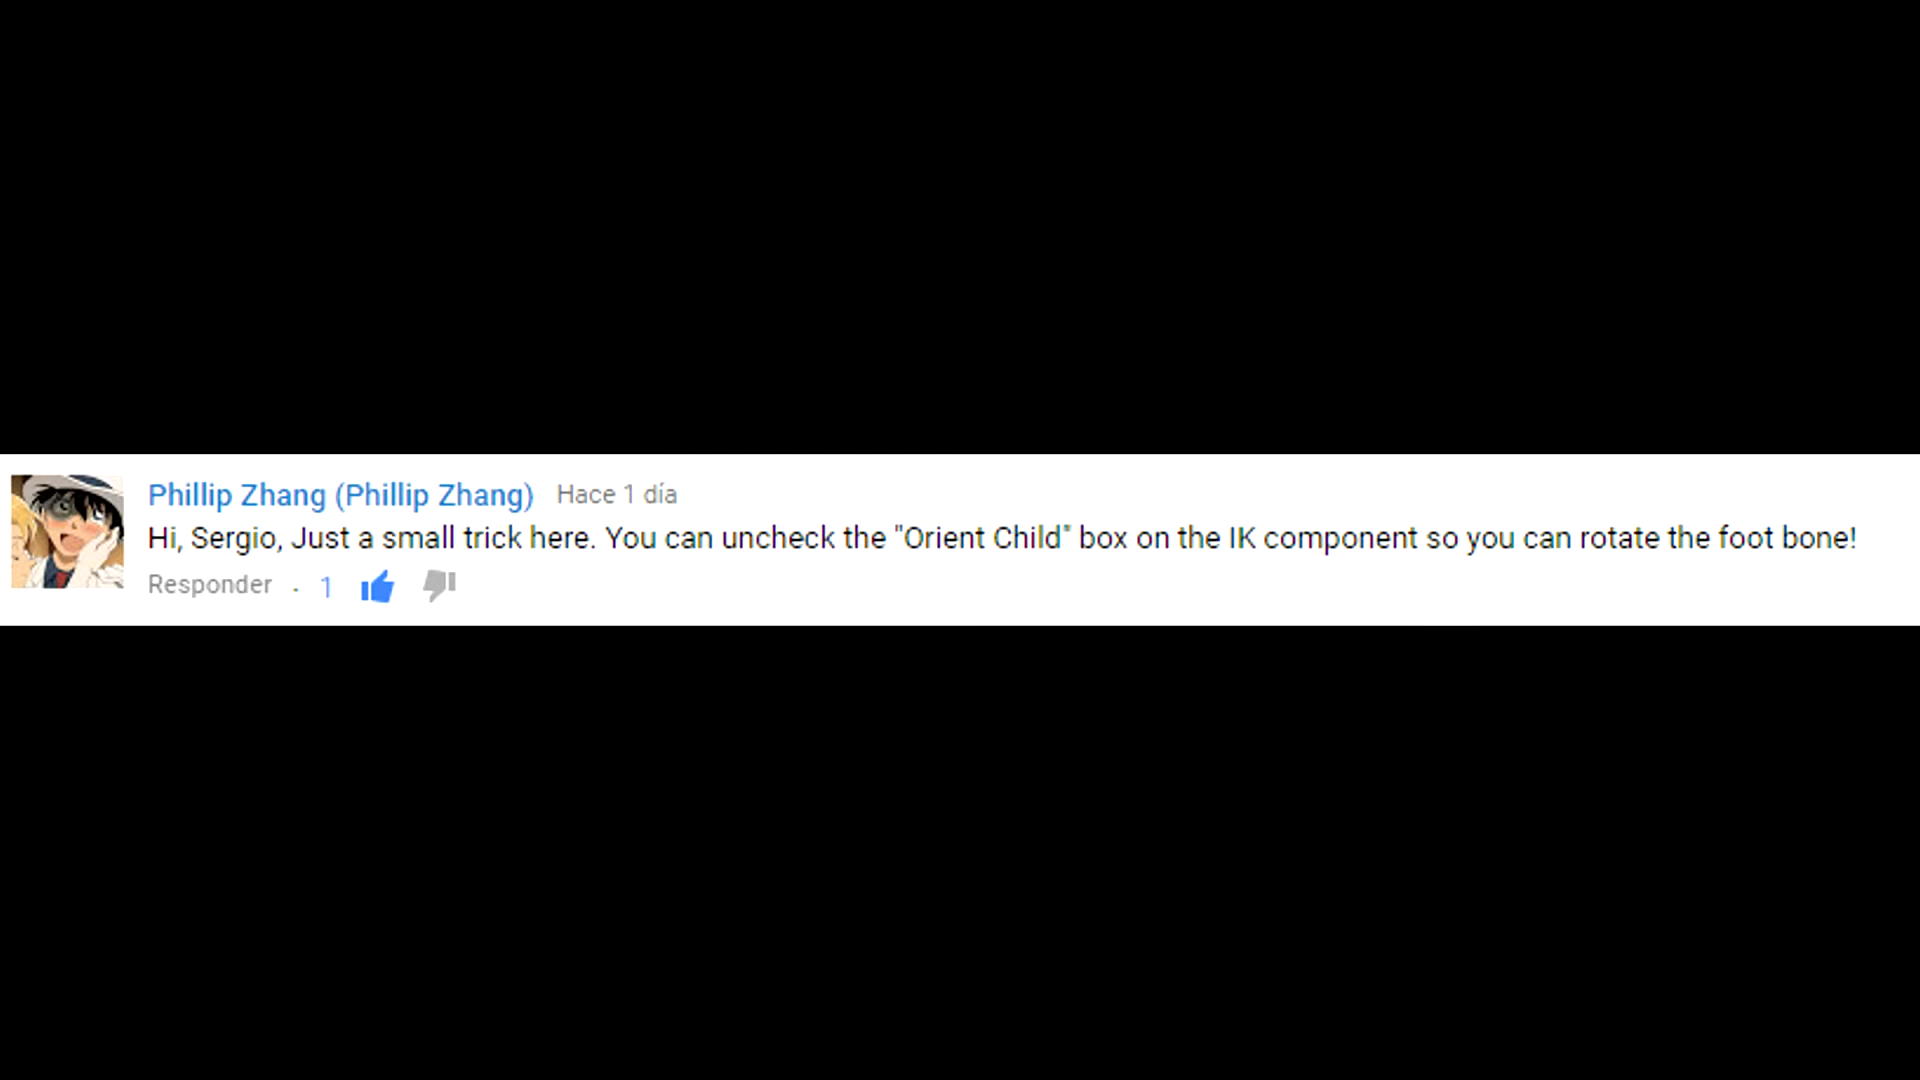 Phillip Zhang (Phillip Zhang) Hace 1 día
Hi, Sergio, Just a small trick here. You can uncheck the "Orient Child" box on the IK component so you can rotate the foot bone!
Responder · 1